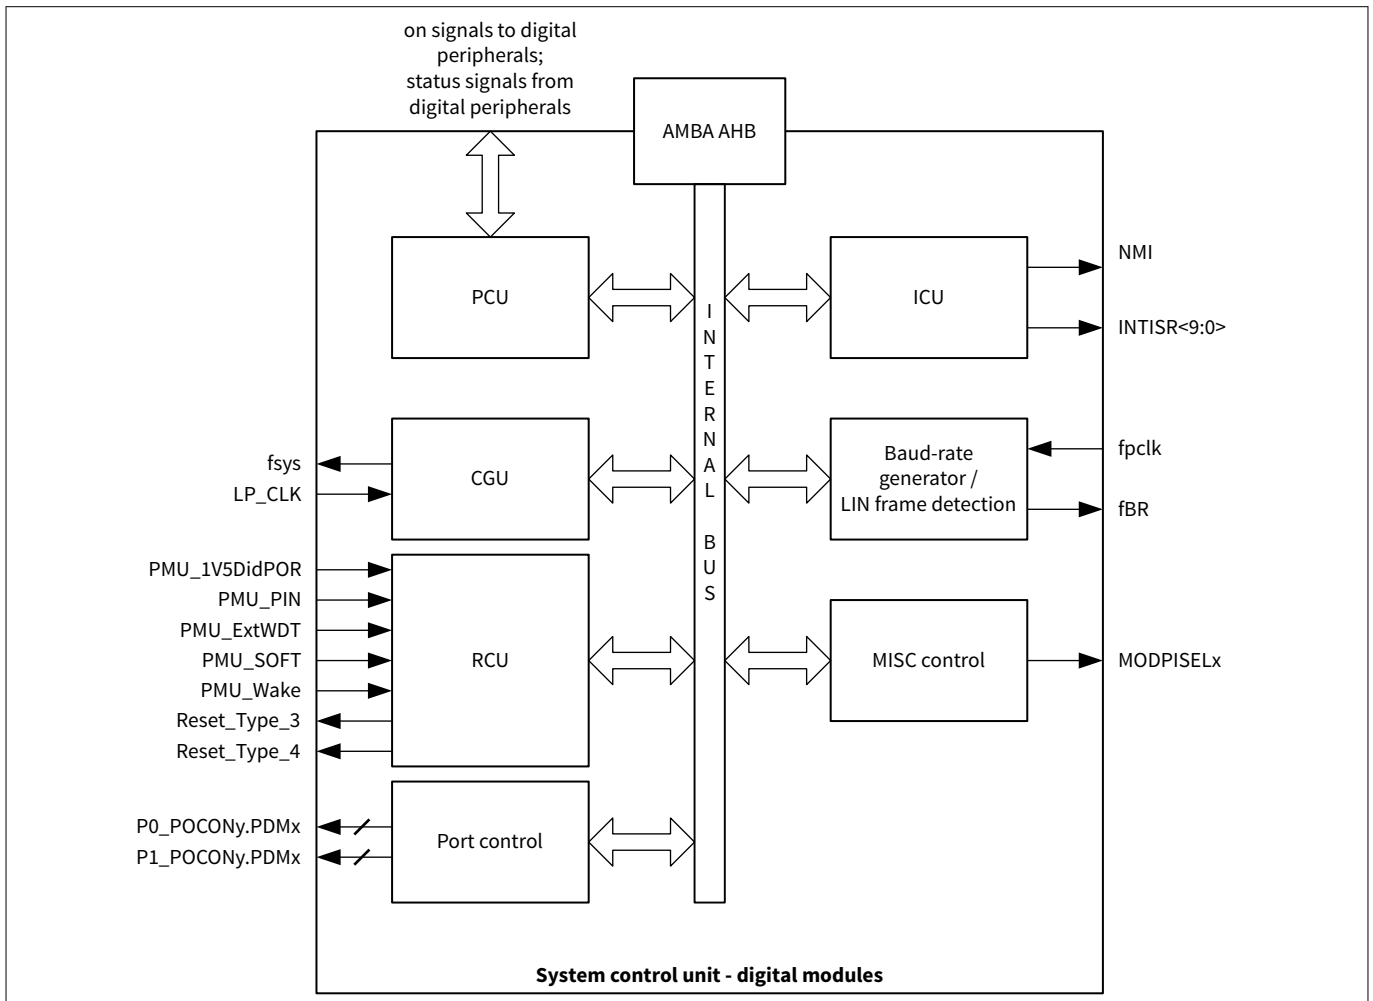 on signals to digital
peripherals;
status signals from
digital peripherals
AMBA AHB
PCU
ICU
NMI
INTISR<9:0>
INTERNAL BUS
fsys
LP_CLK
CGU
Baud-rate
generator /
LIN frame detection
fpclk
fBR
PMU_1V5DidPOR
PMU_PIN
PMU_ExtWDT
PMU_SOFT
PMU_Wake
Reset_Type_3
Reset_Type_4
RCU
MISC control
MODPISELx
P0_POCONy.PDMx
P1_POCONy.PDMx
Port control
System control unit - digital modules